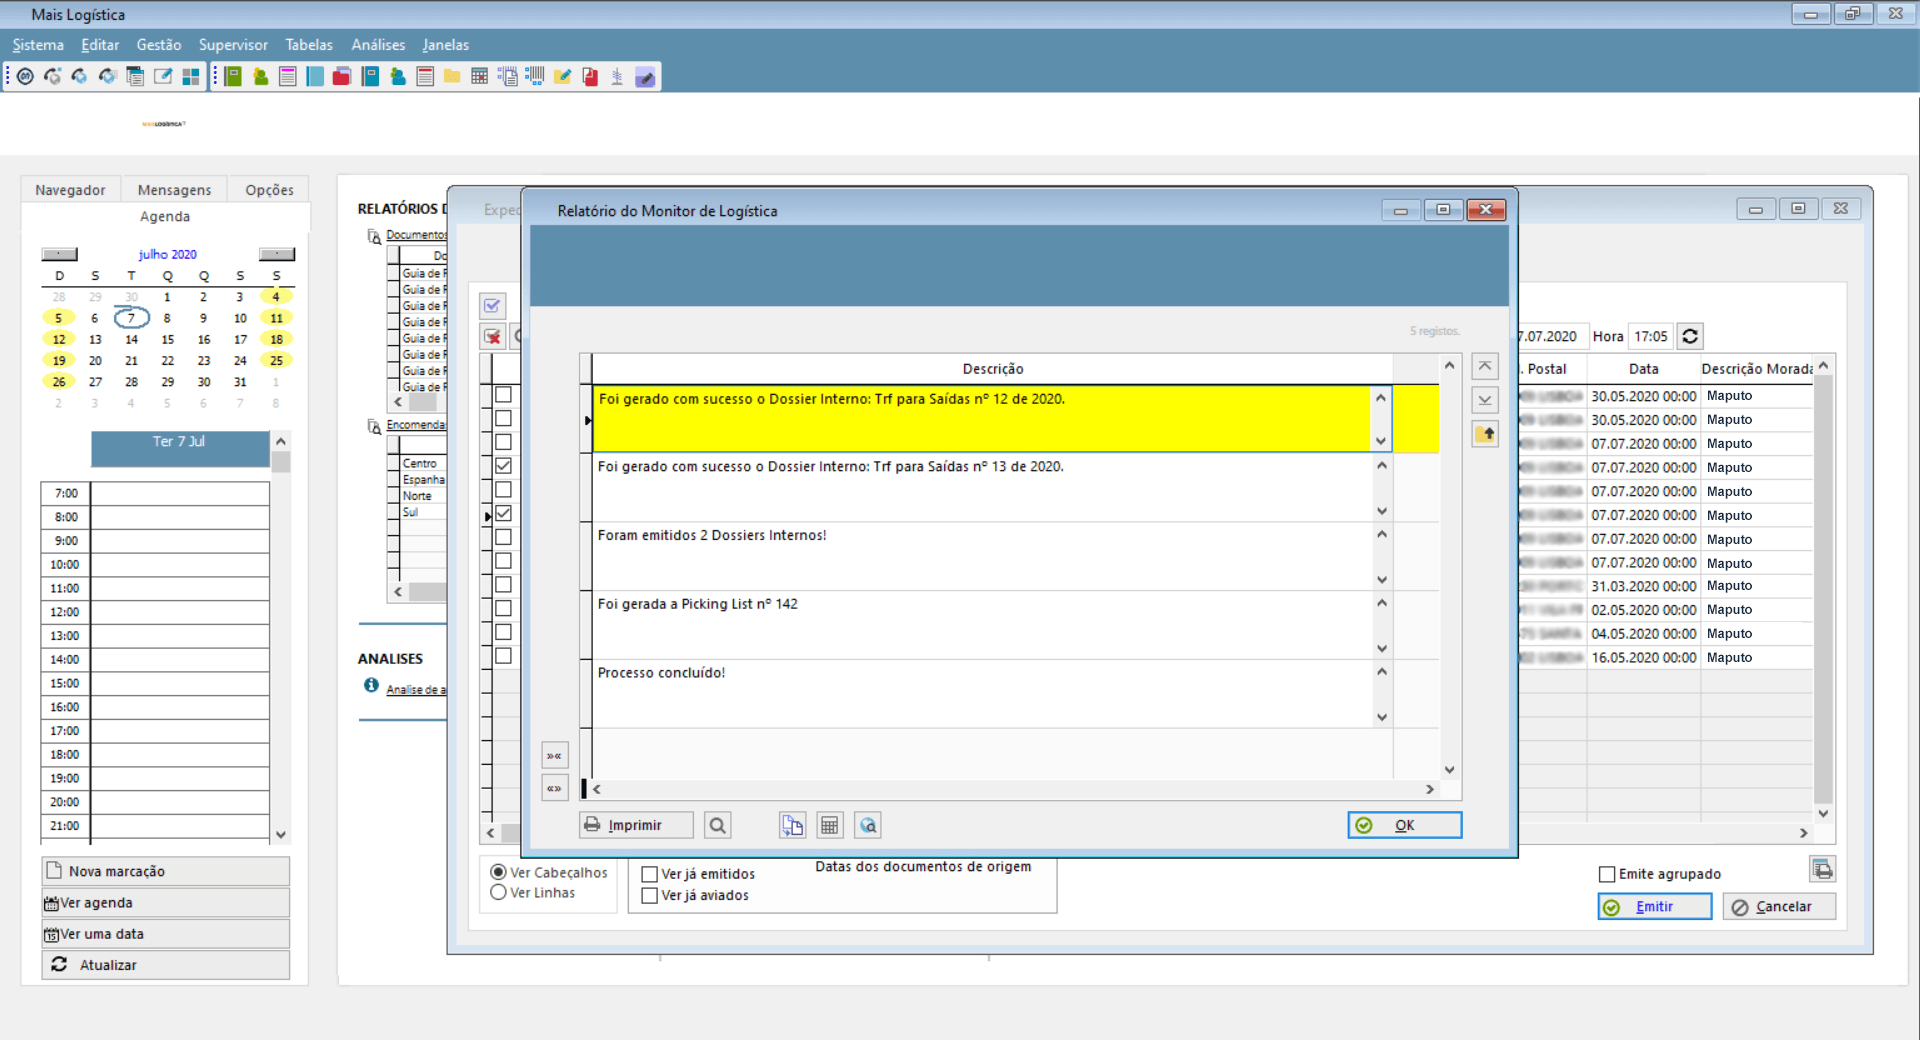 Mais Logística
Sistema Editar Gestão Supervisor Tabelas Análises Janelas
MAISLOGÍSTICA
Navegador Mensagens Opções
Agenda
julho 2020
D S T Q Q S S
28 29 30 1 2 3 4
5 6 7 8 9 10 11
12 13 14 15 16 17 18
19 20 21 22 23 24 25
26 27 28 29 30 31 1
2 3 4 5 6 7 8
Ter 7 Jul
7:00
8:00
9:00
10:00
11:00
12:00
13:00
14:00
15:00
16:00
17:00
18:00
19:00
20:00
21:00
Nova marcação
Ver agenda
Ver uma data
Atualizar
RELATÓRIOS
Documentos
Guia de
Guia de
Guia de
Guia de
Guia de
Guia de
Guia de
Guia de
Encomendas
Centro
Espanha
Norte
Sul
ANALISES
Analise de
Relatório do Monitor de Logística
5 registos.
Descrição
Foi gerado com sucesso o Dossier Interno: Trf para Saídas nº 12 de 2020.
Foi gerado com sucesso o Dossier Interno: Trf para Saídas nº 13 de 2020.
Foram emitidos 2 Dossiers Internos!
Foi gerada a Picking List nº 142
Processo concluído!
»«
«»
Imprimir
OK
7.07.2020 Hora 17:05
. Postal Data Descrição Morada
30.05.2020 00:00 Maputo
30.05.2020 00:00 Maputo
07.07.2020 00:00 Maputo
07.07.2020 00:00 Maputo
07.07.2020 00:00 Maputo
07.07.2020 00:00 Maputo
07.07.2020 00:00 Maputo
07.07.2020 00:00 Maputo
31.03.2020 00:00 Maputo
02.05.2020 00:00 Maputo
04.05.2020 00:00 Maputo
16.05.2020 00:00 Maputo
Ver Cabeçalhos
Ver Linhas
Ver já emitidos
Ver já aviados
Datas dos documentos de origem
Emite agrupado
Emitir
Cancelar